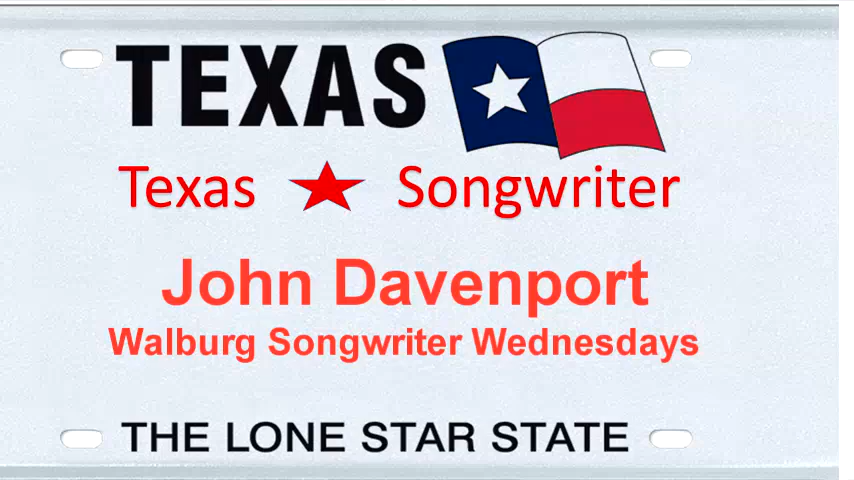 TEXAS
Texas Songwriter
John Davenport
Walburg Songwriter Wednesdays
THE LONE STAR STATE